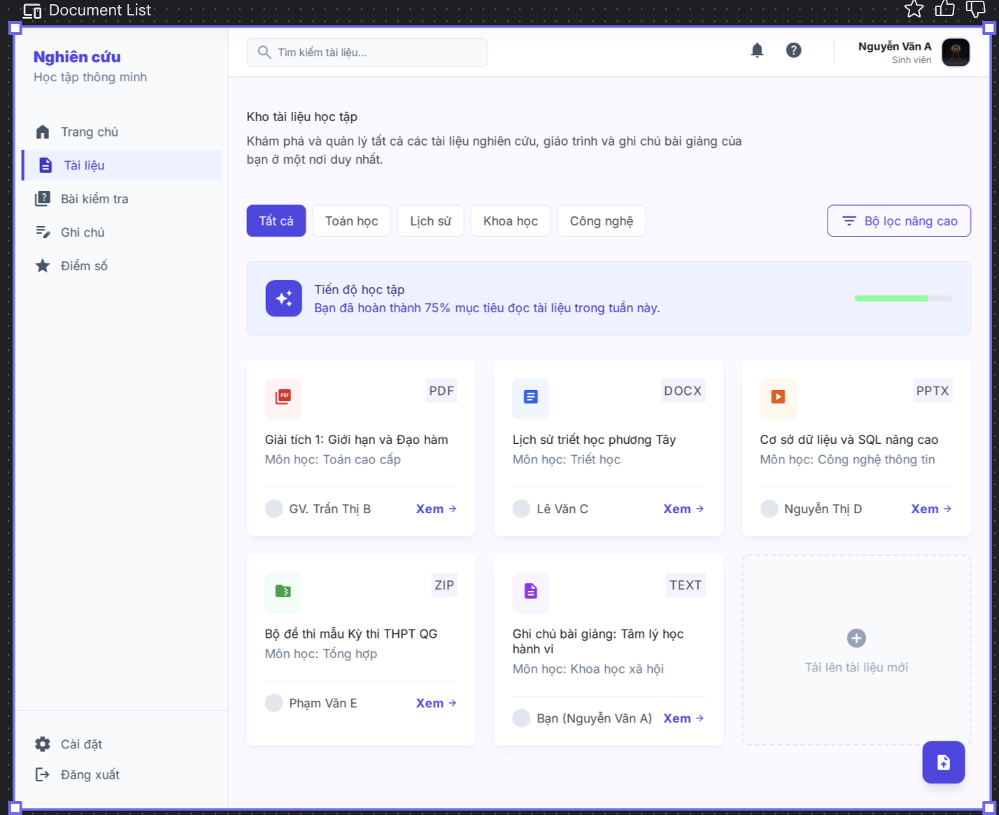 Document List
Nghiên cứu
Học tập thông minh
Trang chủ
Tài liệu
Bài kiểm tra
Ghi chú
Điểm số
Cài đặt
Đăng xuất
Tìm kiếm tài liệu...
Nguyễn Văn A
Sinh viên
Kho tài liệu học tập
Khám phá và quản lý tất cả các tài liệu nghiên cứu, giáo trình và ghi chú bài giảng của
bạn ở một nơi duy nhất.
Tất cả
Toán học
Lịch sử
Khoa học
Công nghệ
Bộ lọc nâng cao
Tiến độ học tập
Bạn đã hoàn thành 75% mục tiêu đọc tài liệu trong tuần này.
PDF
PDF
Giải tích 1: Giới hạn và Đạo hàm
Môn học: Toán cao cấp
GV. Trần Thị B
Xem →
DOCX
Lịch sử triết học phương Tây
Môn học: Triết học
Lê Văn C
Xem →
PPTX
Cơ sở dữ liệu và SQL nâng cao
Môn học: Công nghệ thông tin
Nguyễn Thị D
Xem →
ZIP
Bộ đề thi mẫu Kỳ thi THPT QG
Môn học: Tổng hợp
Phạm Văn E
Xem →
TEXT
Ghi chú bài giảng: Tâm lý học
hành vi
Môn học: Khoa học xã hội
Bạn (Nguyễn Văn A)
Xem →
Tải lên tài liệu mới